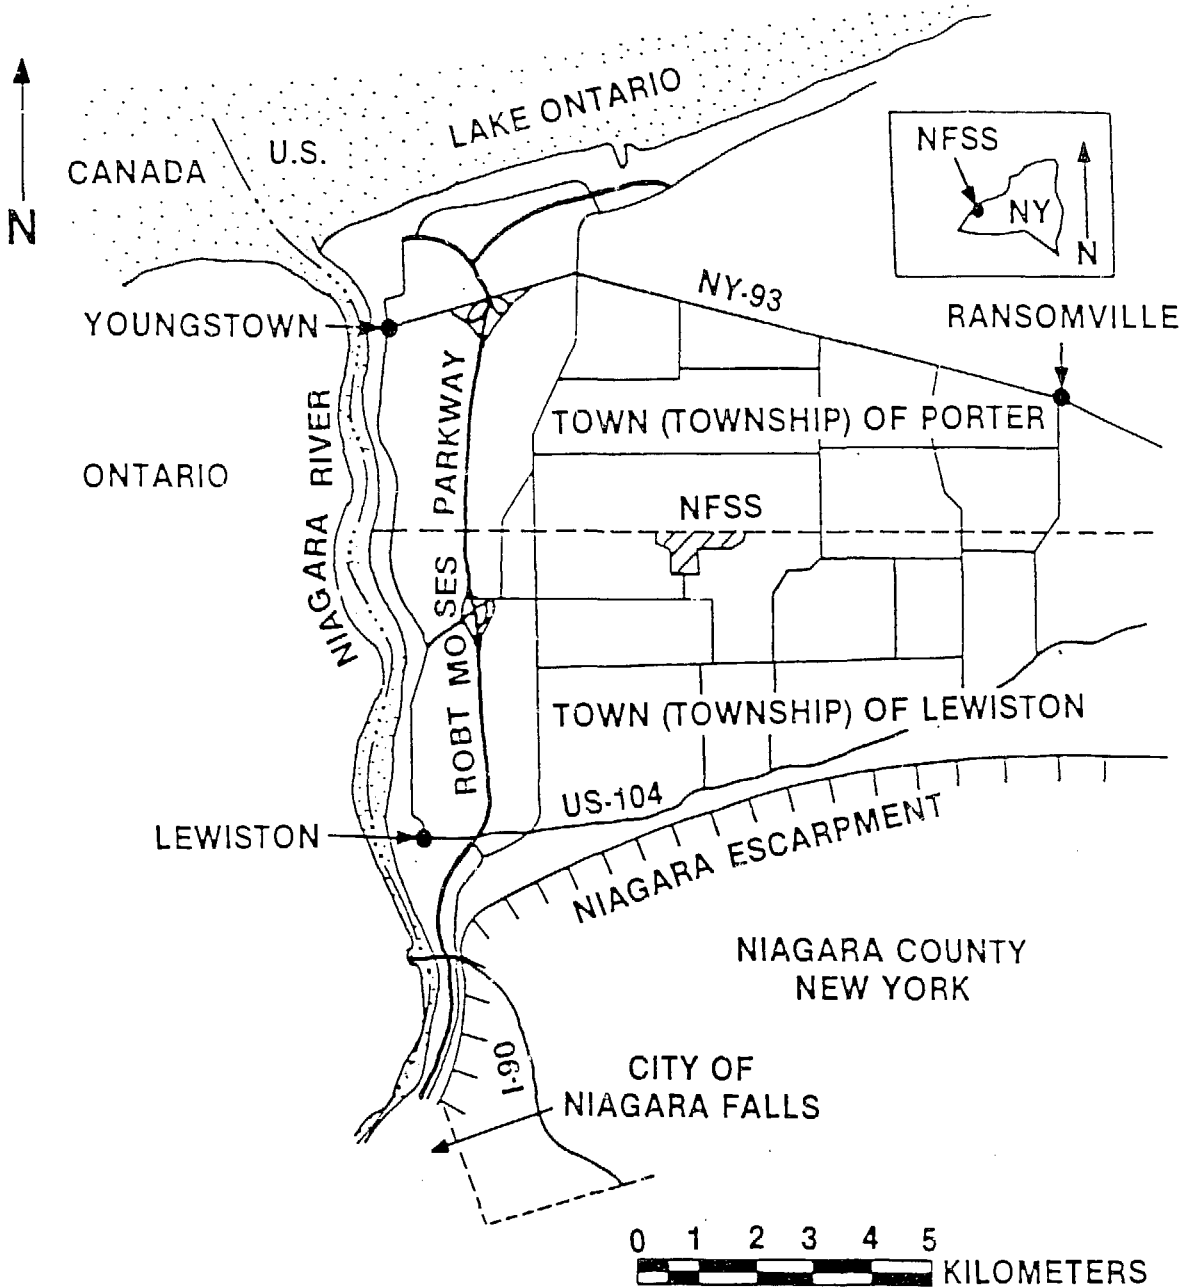 LAKE ONTARIO
U.S.
CANADA
N
NFSS
NY
N
NY-93
YOUNGSTOWN
RANSOMVILLE
TOWN (TOWNSHIP) OF PORTER
ONTARIO
NIAGARA RIVER
ROBT MOSES PARKWAY
NFSS
TOWN (TOWNSHIP) OF LEWISTON
US-104
LEWISTON
NIAGARA ESCARPMENT
NIAGARA COUNTY
NEW YORK
I-90
CITY OF
NIAGARA FALLS
0 1 2 3 4 5
KILOMETERS